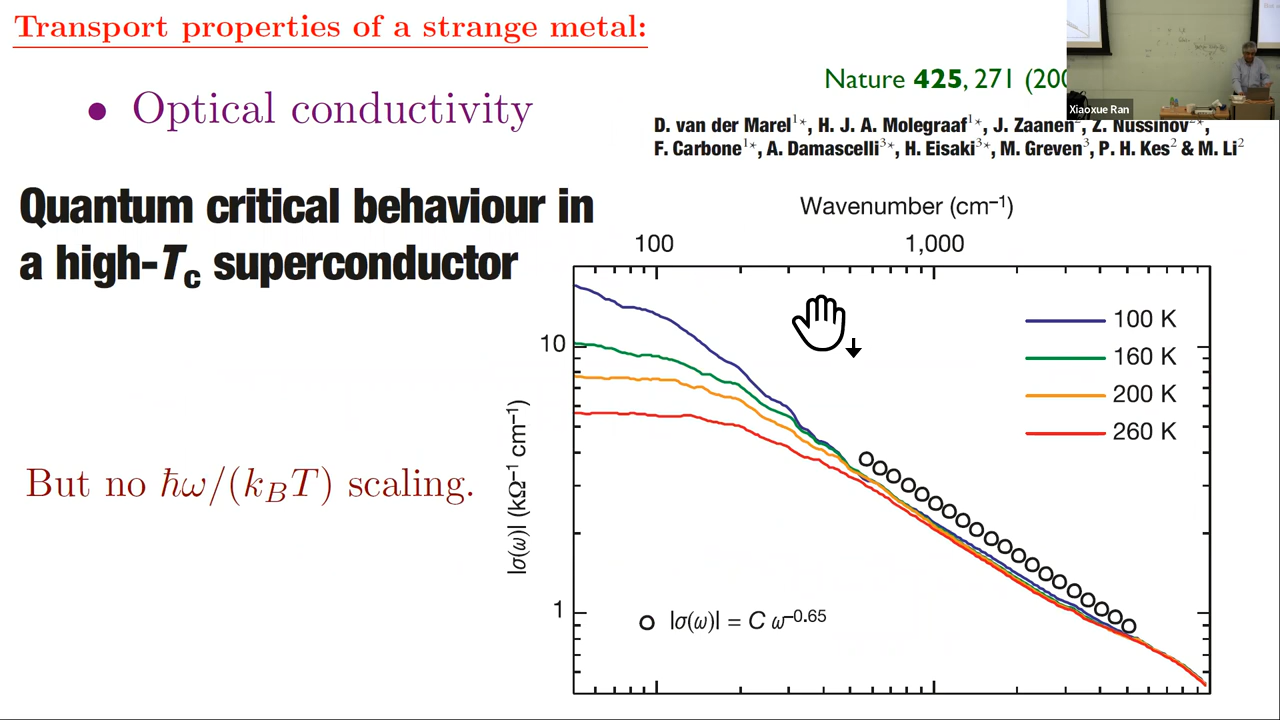 Transport properties of a strange metal:
• Optical conductivity
Nature 425, 271 (200
Xiaoxue Ran
D. van der Marel1*, H. J. A. Molegraaf1*, J. Zaanen2, Z. Nussinov2*,
F. Carbone1*, A. Damascelli3*, H. Eisaki3*, M. Greven3, P. H. Kes2 & M. Li2
Quantum critical behaviour in
a high-Tc superconductor
Wavenumber (cm–1)
100 1,000
100 K
160 K
200 K
260 K
10
1
|σ(ω)| (kΩ–1 cm–1)
|σ(ω)| = C ω–0.65
But no ħω/(kBT) scaling.